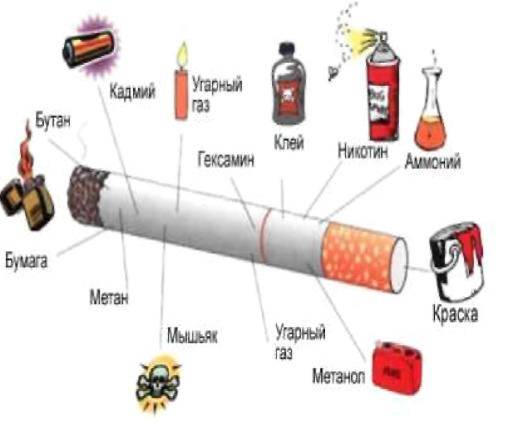 Кадмий
Угарный
газ
Бутан
Гексамин
Клей
Никотин
Аммоний
Бумага
Метан
Мышьяк
Угарный
газ
Метанол
Краска